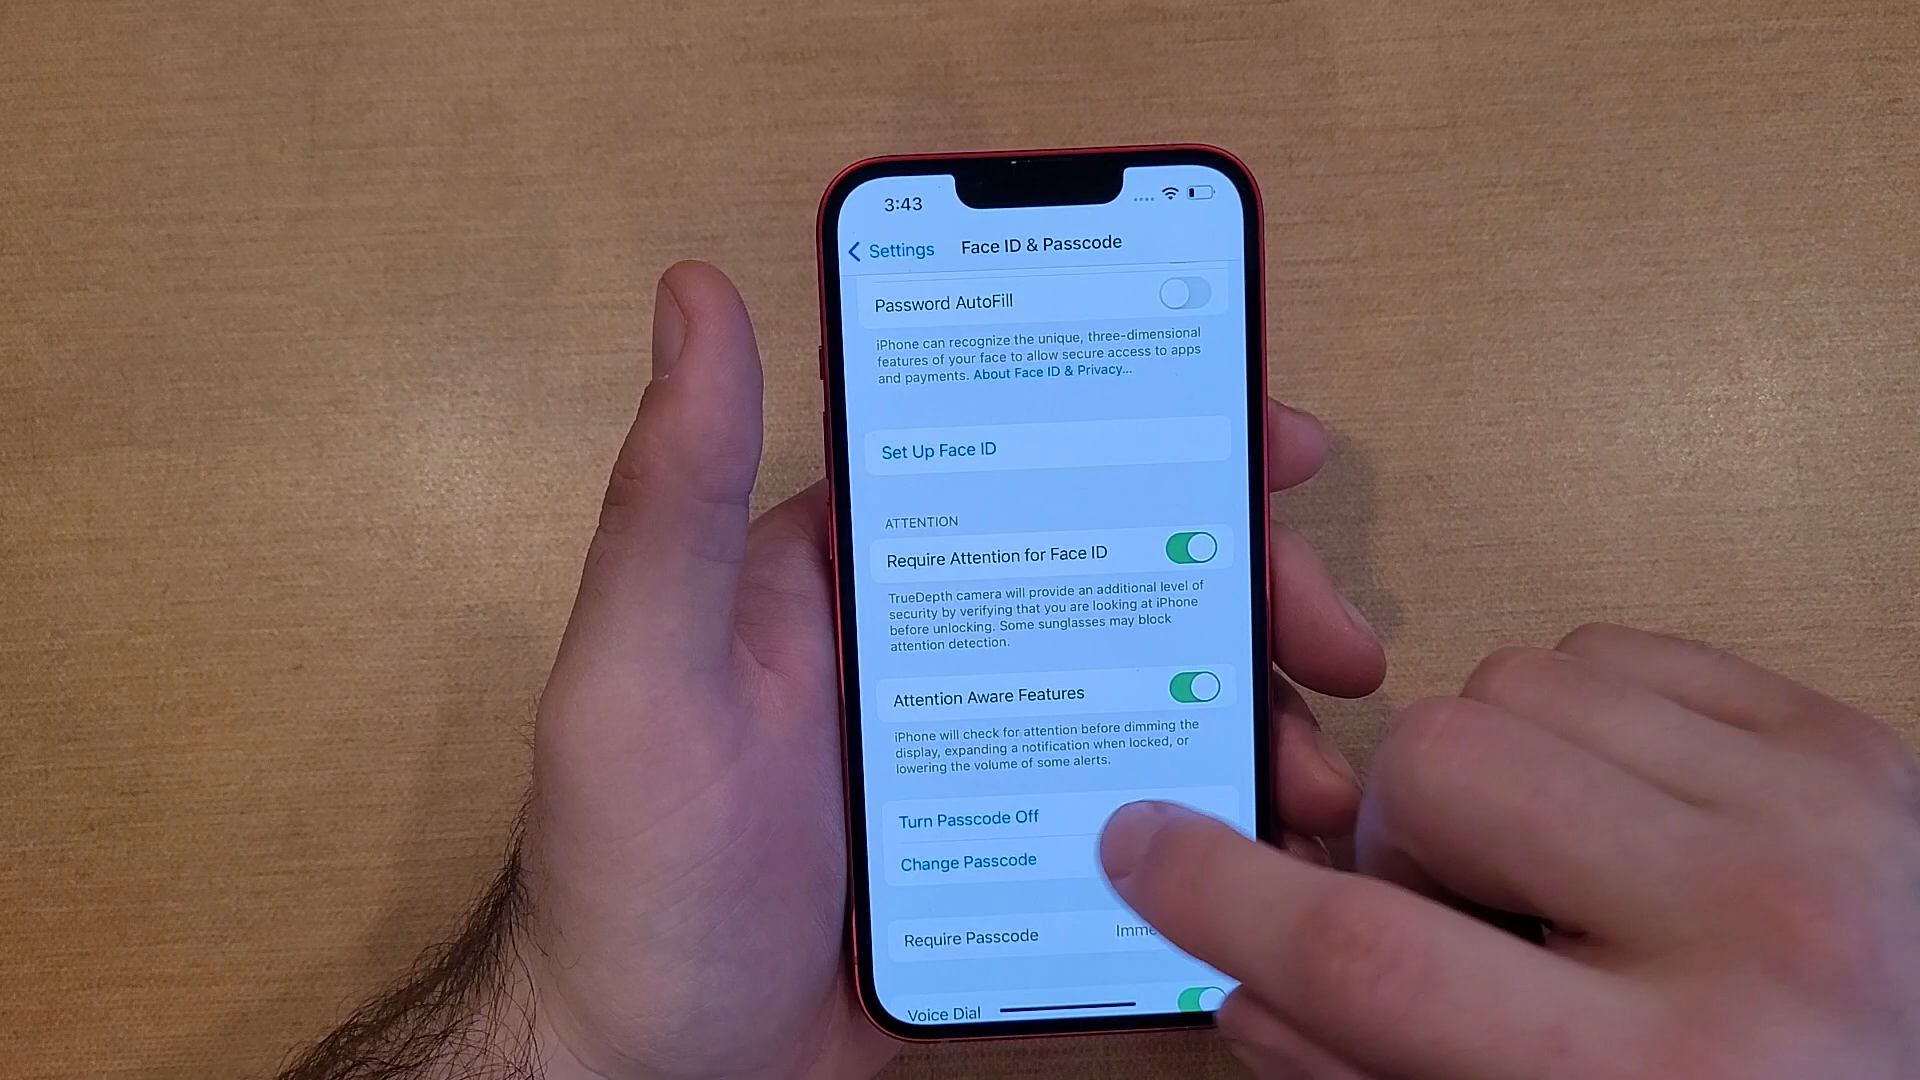 3:43
Settings
Face ID & Passcode
Password AutoFill
iPhone can recognize the unique, three-dimensional
features of your face to allow secure access to apps
and payments. About Face ID & Privacy...
Set Up Face ID
ATTENTION
Require Attention for Face ID
TrueDepth camera will provide an additional level of
security by verifying that you are looking at iPhone
before unlocking. Some sunglasses may block
attention detection.
Attention Aware Features
iPhone will check for attention before dimming the
display, expanding a notification when locked, or
lowering the volume of some alerts.
Turn Passcode Off
Change Passcode
Require Passcode
Imme
Voice Dial